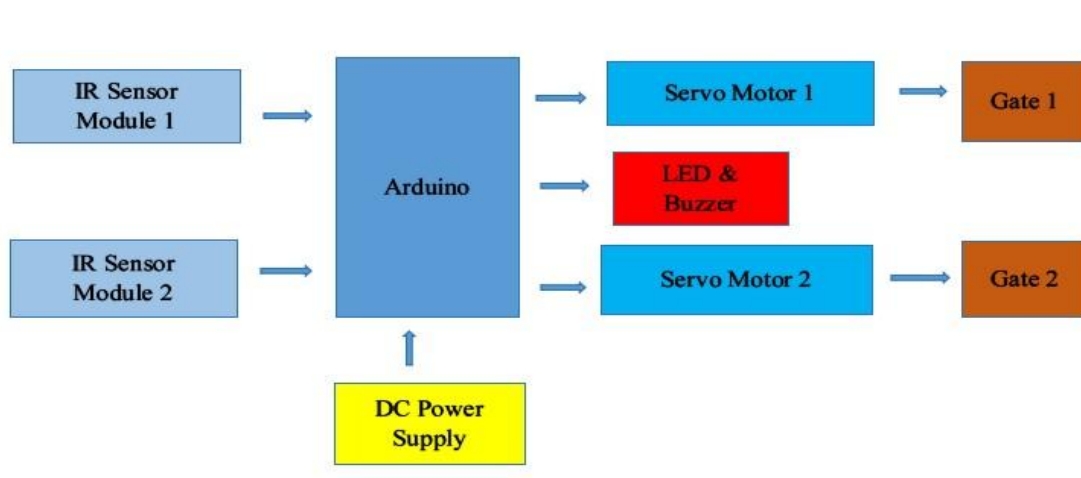 IR Sensor
Module 1
Arduino
Servo Motor 1
Gate 1
LED &
Buzzer
IR Sensor
Module 2
Servo Motor 2
Gate 2
DC Power
Supply